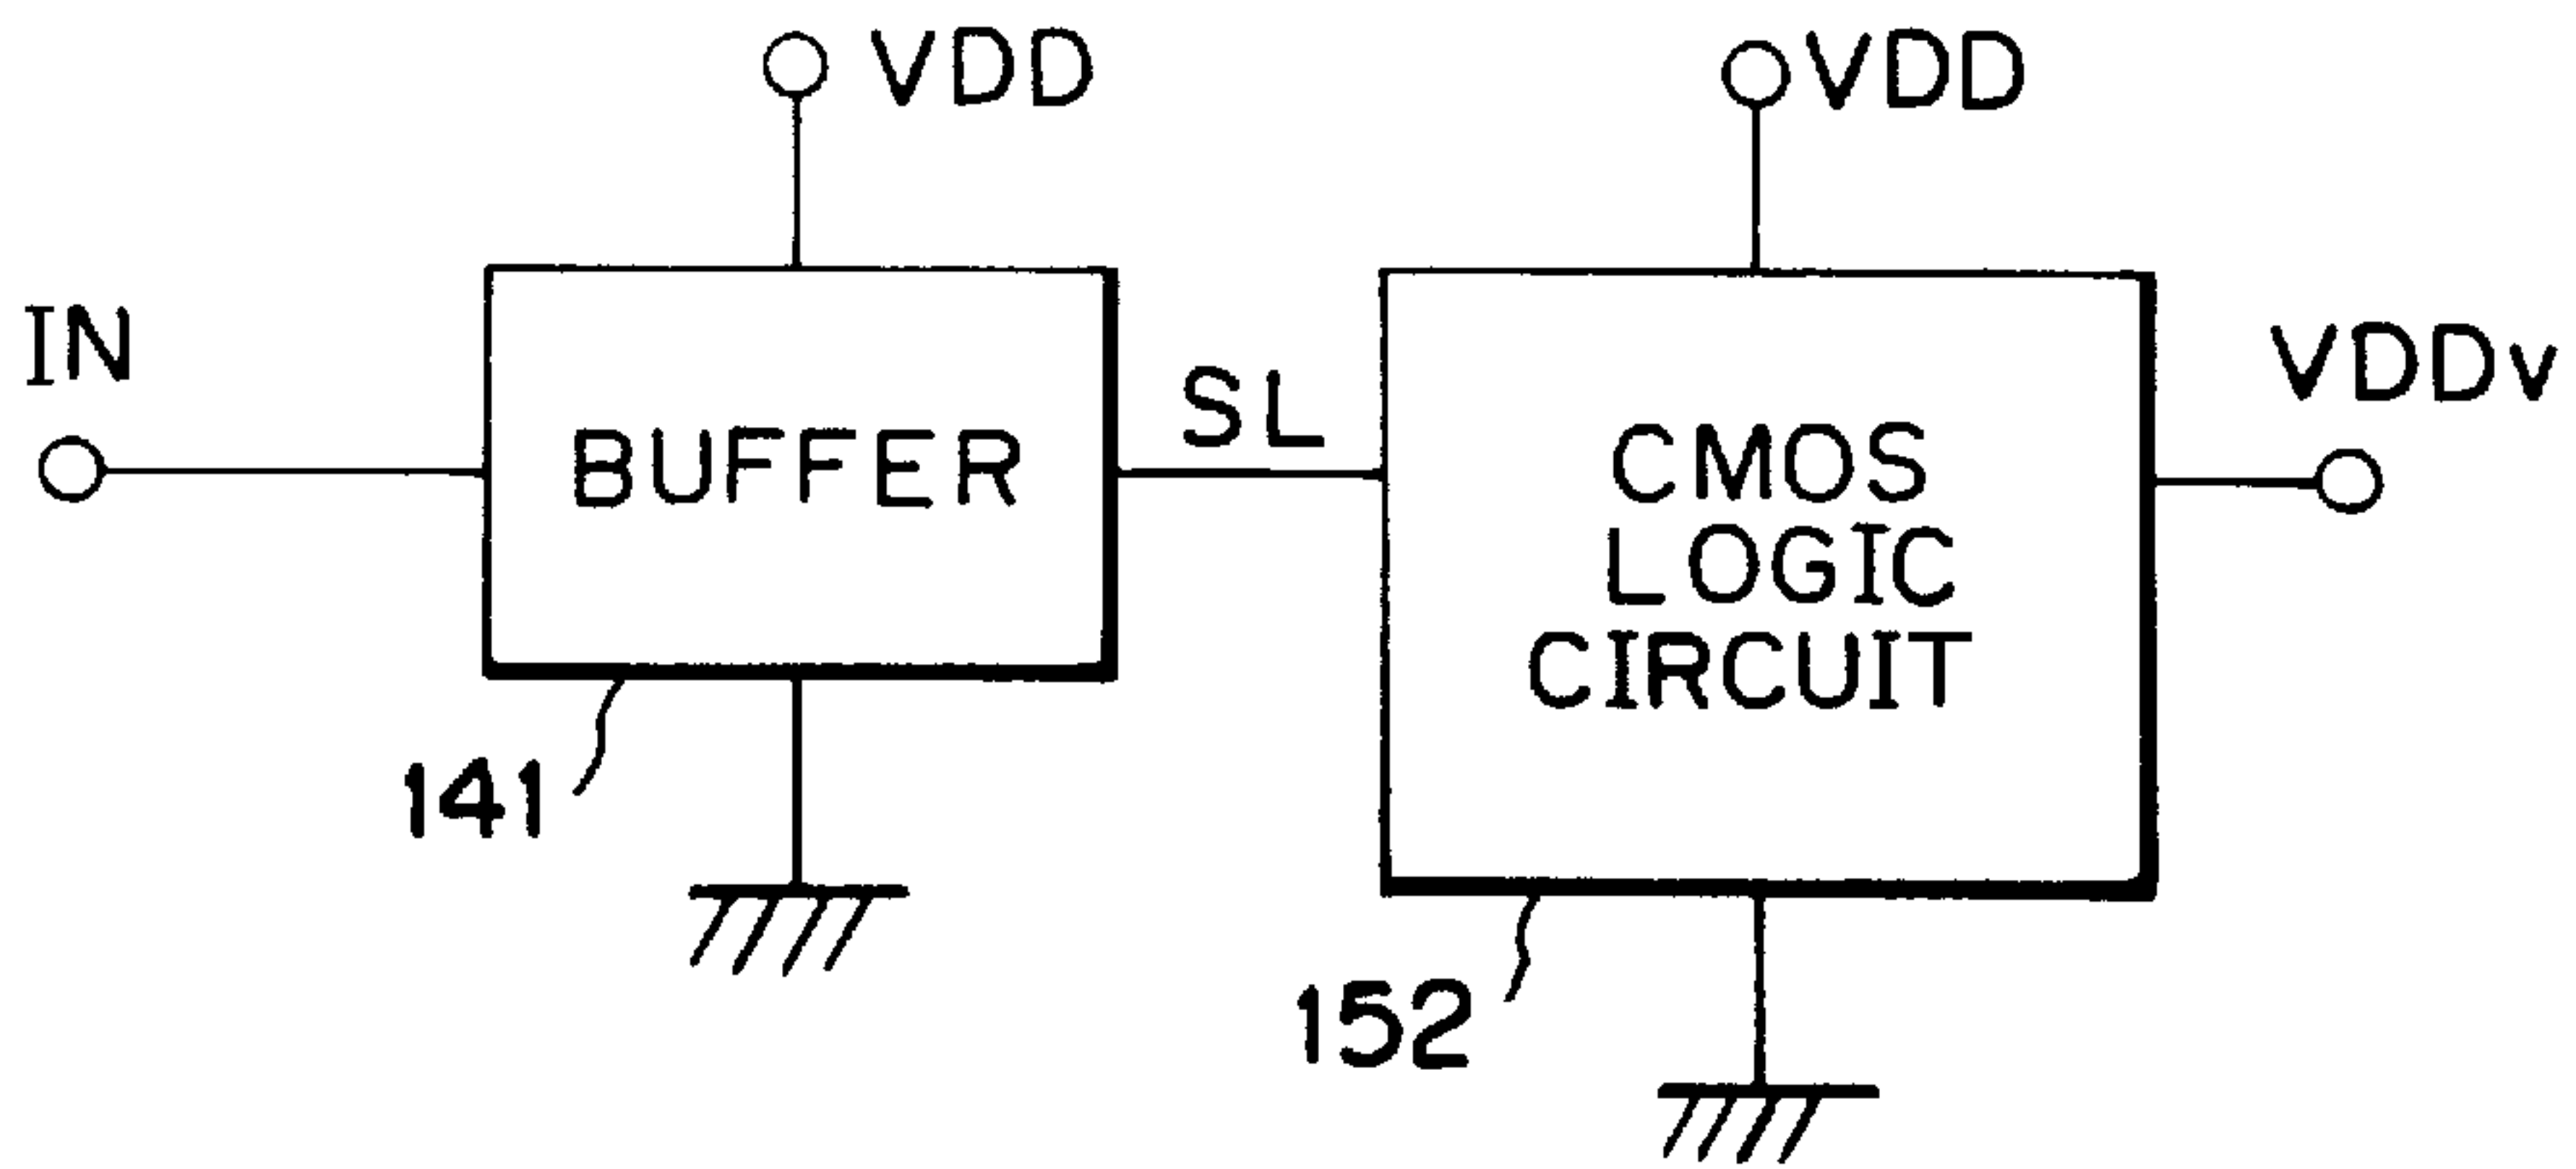 VDD
VDD
IN
VDDv
SL
BUFFER
CMOS
LOGIC
CIRCUIT
141
152